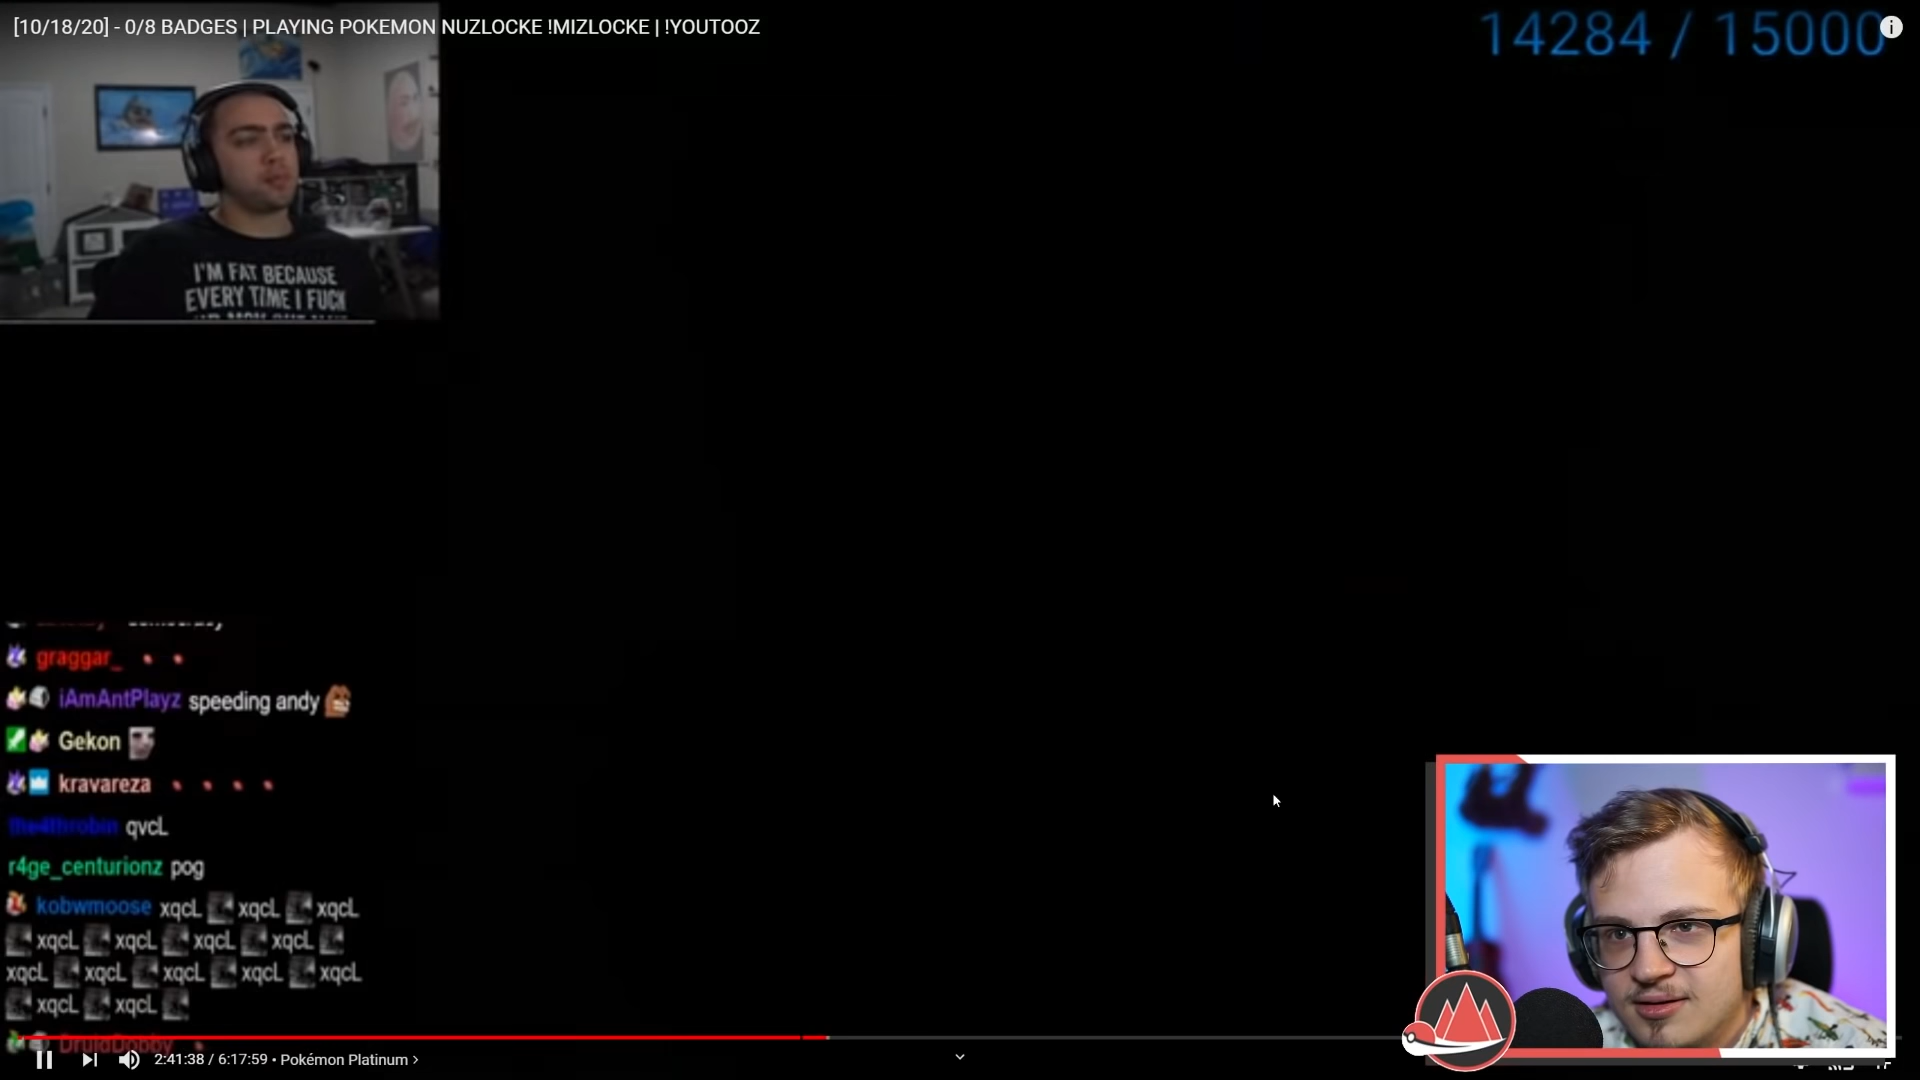 [10/18/20] - 0/8 BADGES | PLAYING POKEMON NUZLOCKE !MIZLOCKE | !YOUTOOZ
14284 / 15000
I'M FAT BECAUSE
EVERY TIME I FUCK
graggar_
iAmAntPlayz speeding andy
Gekon
kravareza
the4throbin qvcL
r4ge_centurionz pog
kobwmoose xqcL xqcL xqcL
xqcL xqcL xqcL xqcL
xqcL xqcL xqcL xqcL xqcL
xqcL xqcL
DruidDobby
2:41:38 / 6:17:59 • Pokémon Platinum >